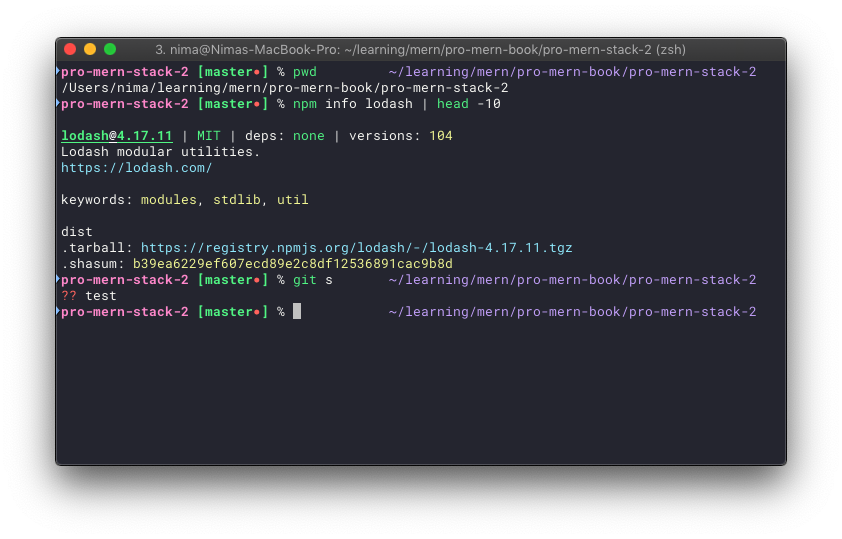 3. nima@Nimas-MacBook-Pro: ~/learning/mern/pro-mern-book/pro-mern-stack-2 (zsh)
pro-mern-stack-2 [master•] % pwd ~/learning/mern/pro-mern-book/pro-mern-stack-2
/Users/nima/learning/mern/pro-mern-book/pro-mern-stack-2
pro-mern-stack-2 [master•] % npm info lodash | head -10
lodash@4.17.11 | MIT | deps: none | versions: 104
Lodash modular utilities.
https://lodash.com/
keywords: modules, stdlib, util
dist
.tarball: https://registry.npmjs.org/lodash/-/lodash-4.17.11.tgz
.shasum: b39ea6229ef607ecd89e2c8df12536891cac9b8d
pro-mern-stack-2 [master•] % git s ~/learning/mern/pro-mern-book/pro-mern-stack-2
?? test
pro-mern-stack-2 [master•] % ~/learning/mern/pro-mern-book/pro-mern-stack-2